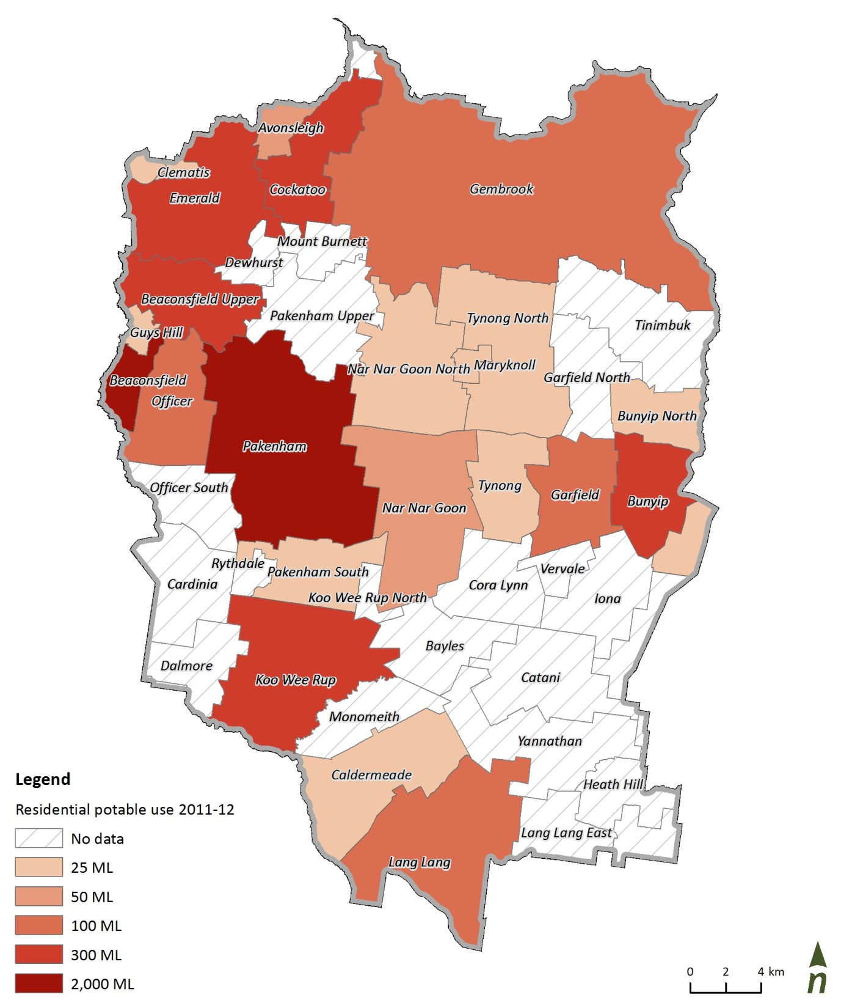 Avonsleigh
Clematis
Emerald
Cockatoo
Gembrook
Mount Burnett
Dewhurst
Beaconsfield Upper
Pakenham Upper
Tynong North
Tinimbuk
Guys Hill
Nar Nar Goon North
Maryknoll
Garfield North
Beaconsfield
Officer
Bunyip North
Pakenham
Officer South
Tynong
Garfield
Bunyip
Nar Nar Goon
Rythdale
Pakenham South
Vervale
Cardinia
Cora Lynn
Koo Wee Rup North
Iona
Bayles
Dalmore
Koo Wee Rup
Catani
Monomeith
Yannathan
Caldermeade
Heath Hill
Lang Lang East
Lang Lang
Legend
Residential potable use 2011-12
No data
25 ML
50 ML
100 ML
300 ML
2,000 ML
0 2 4 km
n